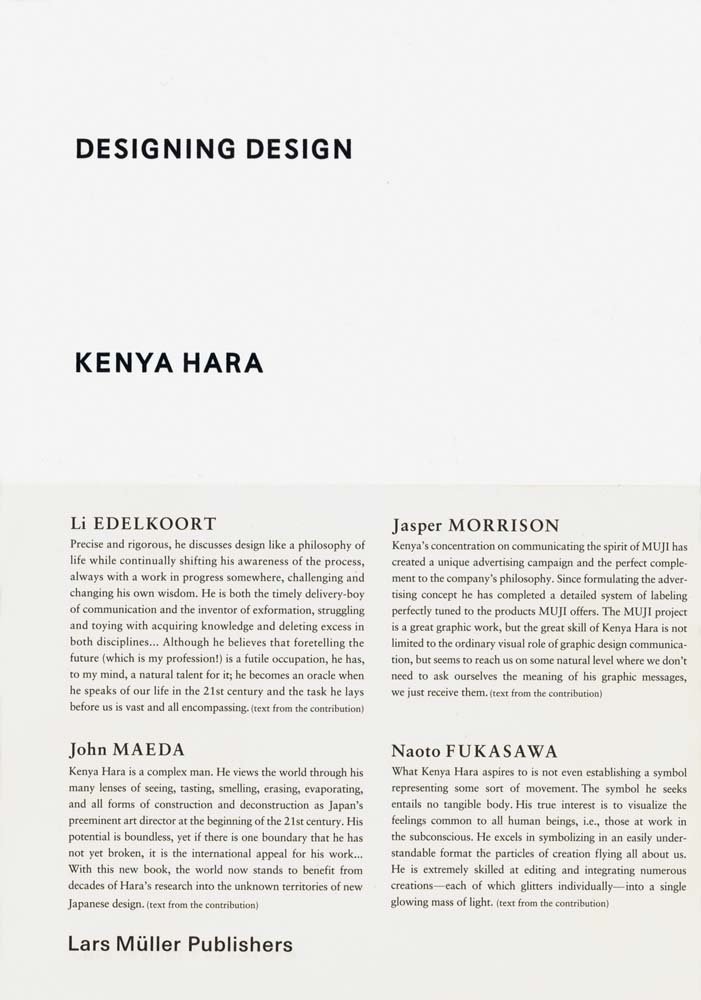 DESIGNING DESIGN
KENYA HARA
Li EDELKOORT
Precise and rigorous, he discusses design like a philosophy of
life while continually shifting his awareness of the process,
always with a work in progress somewhere, challenging and
changing his own wisdom. He is both the timely delivery-boy
of communication and the inventor of exformation, struggling
and toying with acquiring knowledge and deleting excess in
both disciplines... Although he believes that foretelling the
future (which is my profession!) is a futile occupation, he has,
to my mind, a natural talent for it; he becomes an oracle when
he speaks of our life in the 21st century and the task he lays
before us is vast and all encompassing. (text from the contribution)
Jasper MORRISON
Kenya's concentration on communicating the spirit of MUJI has
created a unique advertising campaign and the perfect comple-
ment to the company's philosophy. Since formulating the adver-
tising concept he has completed a detailed system of labeling
perfectly tuned to the products MUJI offers. The MUJI project
is a great graphic work, but the great skill of Kenya Hara is not
limited to the ordinary visual role of graphic design communica-
tion, but seems to reach us on some natural level where we don't
need to ask ourselves the meaning of his graphic messages,
we just receive them. (text from the contribution)
John MAEDA
Kenya Hara is a complex man. He views the world through his
many lenses of seeing, tasting, smelling, erasing, evaporating,
and all forms of construction and deconstruction as Japan's
preeminent art director at the beginning of the 21st century. His
potential is boundless, yet if there is one boundary that he has
not yet broken, it is the international appeal for his work...
With this new book, the world now stands to benefit from
decades of Hara's research into the unknown territories of new
Japanese design. (text from the contribution)
Naoto FUKASAWA
What Kenya Hara aspires to is not even establishing a symbol
representing some sort of movement. The symbol he seeks
entails no tangible body. His true interest is to visualize the
feelings common to all human beings, i.e., those at work in
the subconscious. He excels in symbolizing in an easily under-
standable format the particles of creation flying all about us.
He is extremely skilled at editing and integrating numerous
creations—each of which glitters individually—into a single
glowing mass of light. (text from the contribution)
Lars Müller Publishers